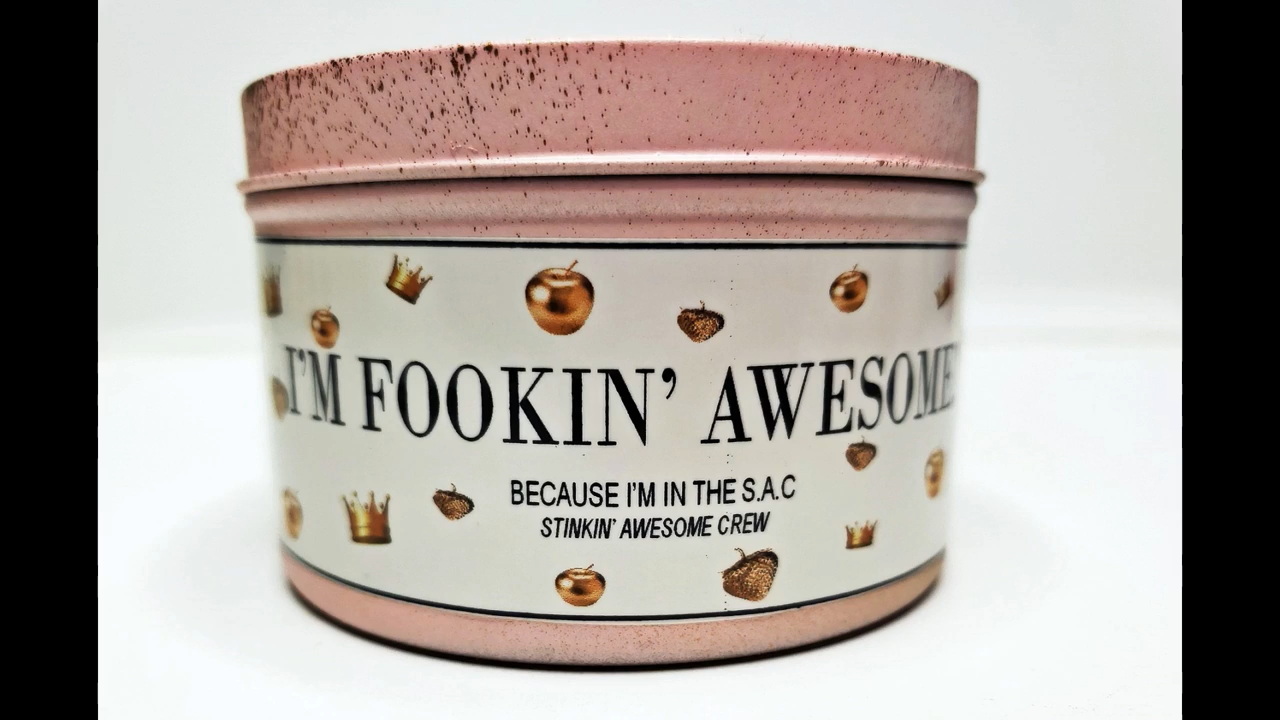 I'M FOOKIN' AWESOME
BECAUSE I'M IN THE S.A.C
STINKIN' AWESOME CREW